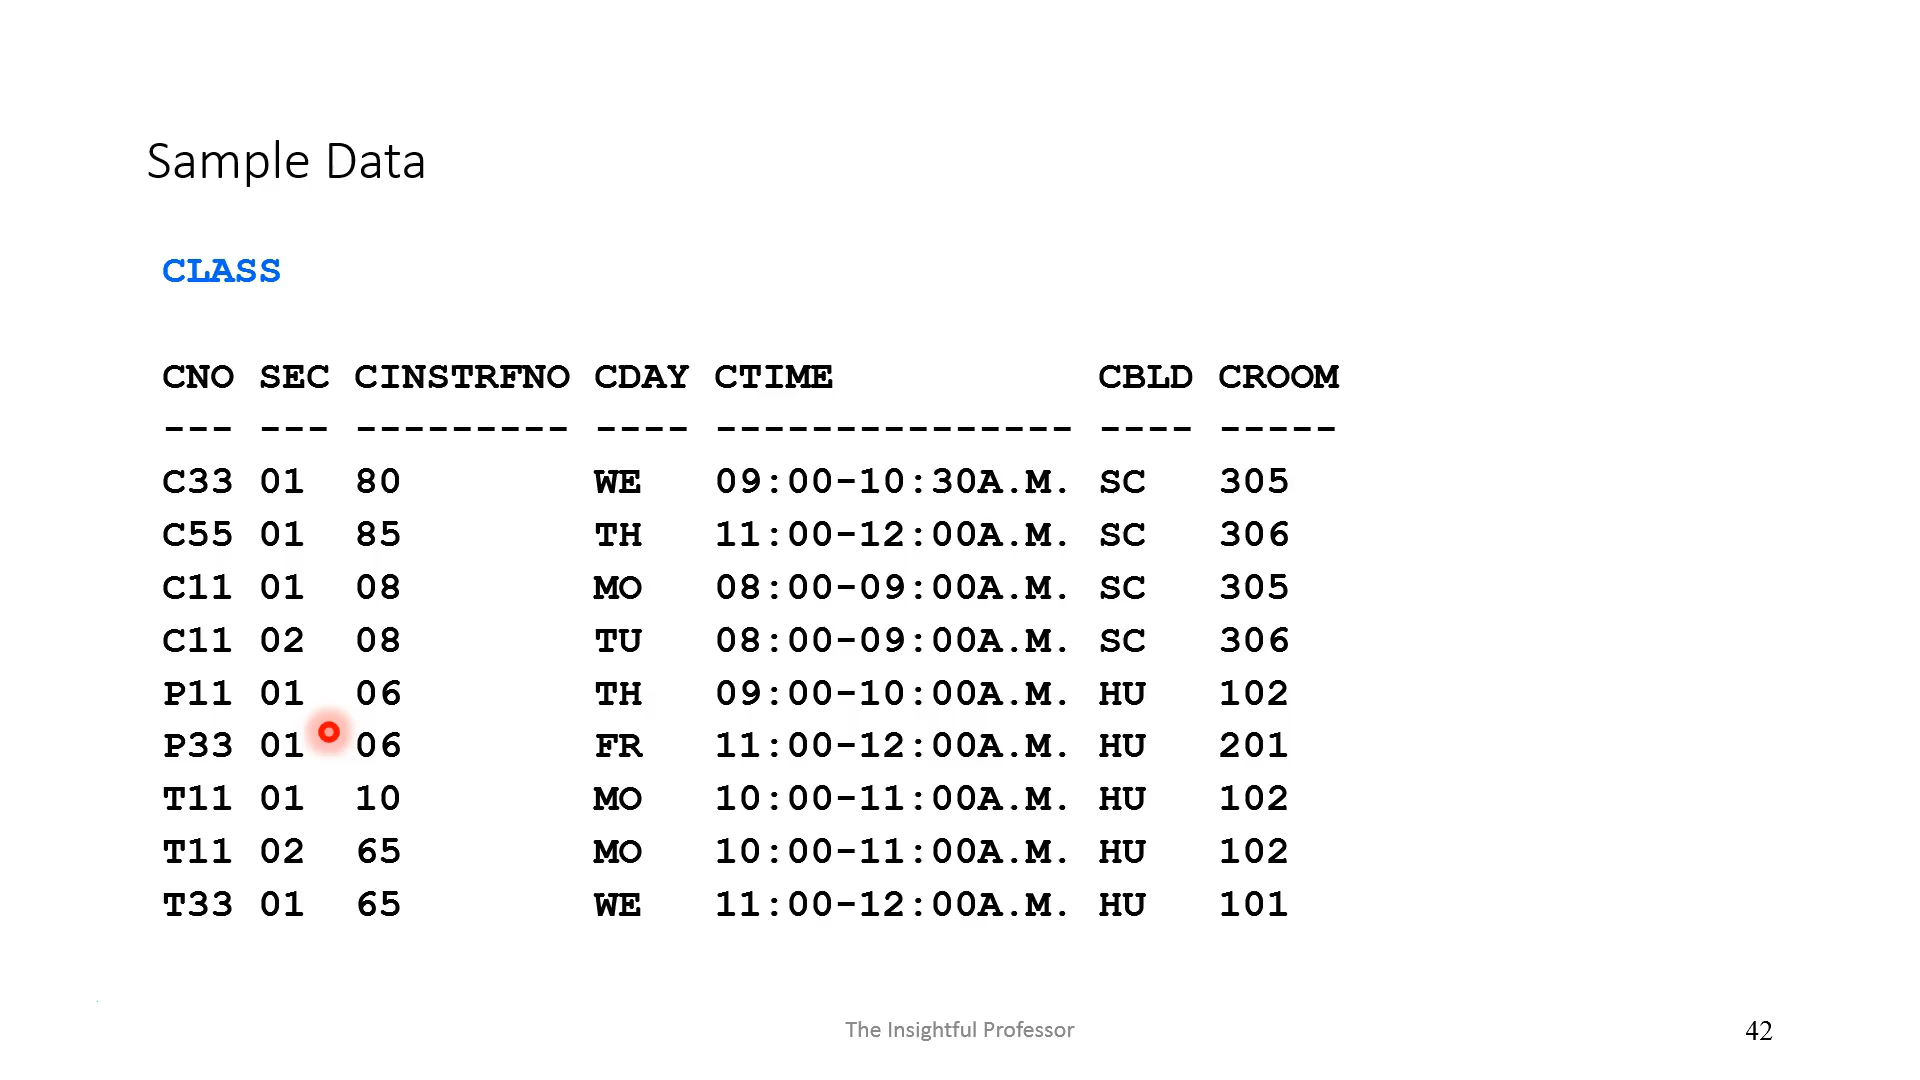 Sample Data
CLASS
CNO SEC CINSTRFNO CDAY CTIME CBLD CROOM
--- --- --------- ---- --------------- ---- -----
C33 01 80 WE 09:00-10:30A.M. SC 305
C55 01 85 TH 11:00-12:00A.M. SC 306
C11 01 08 MO 08:00-09:00A.M. SC 305
C11 02 08 TU 08:00-09:00A.M. SC 306
P11 01 06 TH 09:00-10:00A.M. HU 102
P33 01 06 FR 11:00-12:00A.M. HU 201
T11 01 10 MO 10:00-11:00A.M. HU 102
T11 02 65 MO 10:00-11:00A.M. HU 102
T33 01 65 WE 11:00-12:00A.M. HU 101
The Insightful Professor
42